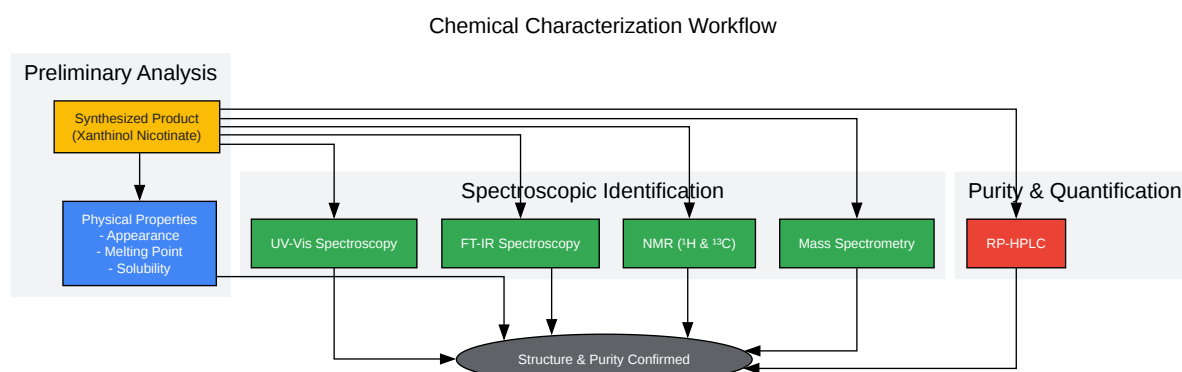 Chemical Characterization Workflow
Preliminary Analysis
Synthesized Product
(Xanthinol Nicotinate)
Physical Properties
- Appearance
- Melting Point
- Solubility
Spectroscopic Identification
UV-Vis Spectroscopy
FT-IR Spectroscopy
NMR (¹H & ¹³C)
Mass Spectrometry
Purity & Quantification
RP-HPLC
Structure & Purity Confirmed